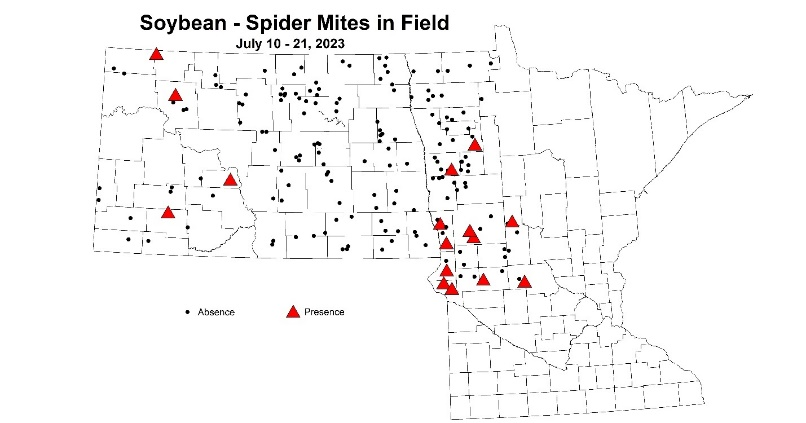 Soybean - Spider Mites in Field
July 10 - 21, 2023
Absence
Presence